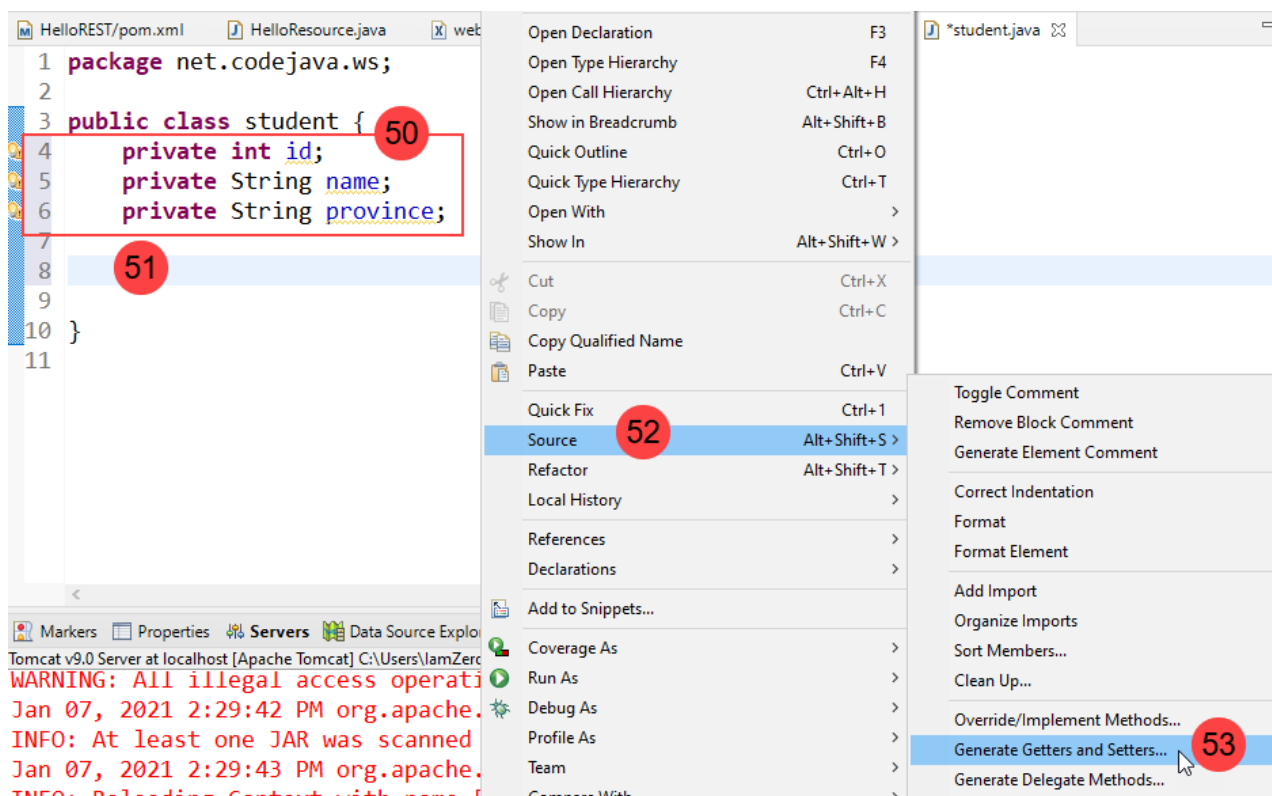 HelloREST/pom.xml HelloResource.java web
1 package net.codejava.ws;
2
3 public class student {
50
4 private int id;
5 private String name;
6 private String province;
7
51
8
9
10 }
11
Markers Properties Servers Data Source Explo
Tomcat v9.0 Server at localhost [Apache Tomcat] C:\Users\IamZero
WARNING: All illegal access operati
Jan 07, 2021 2:29:42 PM org.apache.
INFO: At least one JAR was scanned
Jan 07, 2021 2:29:43 PM org.apache.
INFO: Reloading Context with name [
Open Declaration F3
Open Type Hierarchy F4
Open Call Hierarchy Ctrl+Alt+H
Show in Breadcrumb Alt+Shift+B
Quick Outline Ctrl+O
Quick Type Hierarchy Ctrl+T
Open With
Show In Alt+Shift+W
Cut Ctrl+X
Copy Ctrl+C
Copy Qualified Name
Paste Ctrl+V
Quick Fix Ctrl+1
Source 52 Alt+Shift+S
Refactor Alt+Shift+T
Local History
References
Declarations
Add to Snippets...
Coverage As
Run As
Debug As
Profile As
Team
Compare With
*student.java
Toggle Comment
Remove Block Comment
Generate Element Comment
Correct Indentation
Format
Format Element
Add Import
Organize Imports
Sort Members...
Clean Up...
Override/Implement Methods...
Generate Getters and Setters... 53
Generate Delegate Methods...